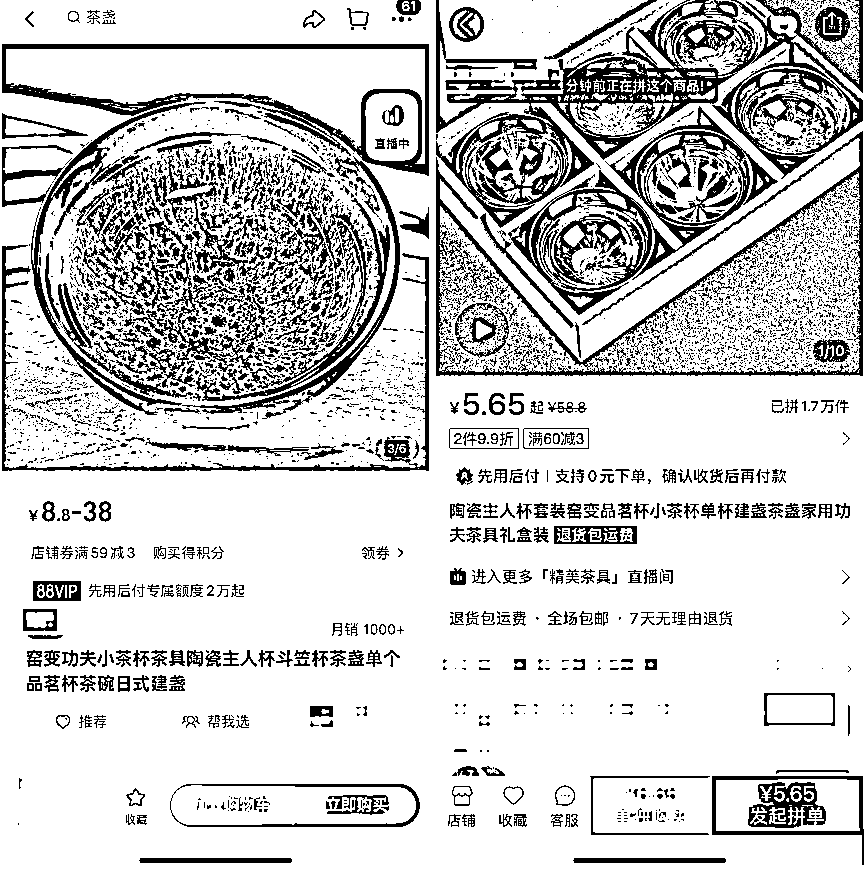 茶盏
61
直播中
3/6
¥8.8-38
店铺券满59减3 购买得积分 领券
88VIP 先用后付专属额度2万起
月销 1000+
窑变功夫小茶杯茶具陶瓷主人杯斗笠杯茶盏单个
品茗杯茶碗日式建盏
推荐 帮我选
收藏 购物车 立即购买
分钟前正在拼这个商品!
1/10
¥5.65起 ¥58.8 已拼1.7万件
2件9.9折 满60减3
先用后付 | 支持0元下单，确认收货后再付款
陶瓷主人杯套装窑变品茗杯小茶杯单杯建盏茶盏家用功
夫茶具礼盒装 退货包运费
进入更多「精美茶具」直播间
退货包运费 · 全场包邮 · 7天无理由退货
店铺 收藏 客服
¥5.65
发起拼单